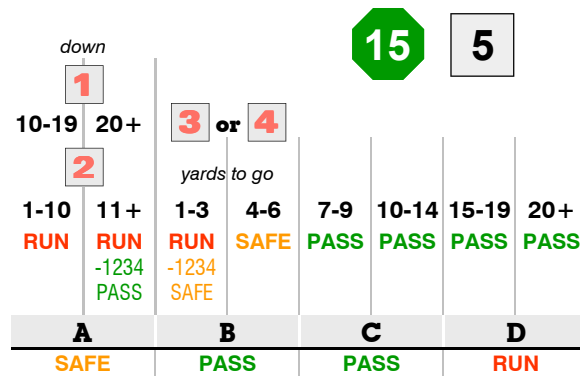 15 5
down
1
10-19 20+ 3 or 4
2 yards to go
1-10 11+ 1-3 4-6 7-9 10-14 15-19 20+
RUN RUN RUN SAFE PASS PASS PASS PASS
-1234 -1234
PASS SAFE
A B C D
SAFE PASS PASS RUN